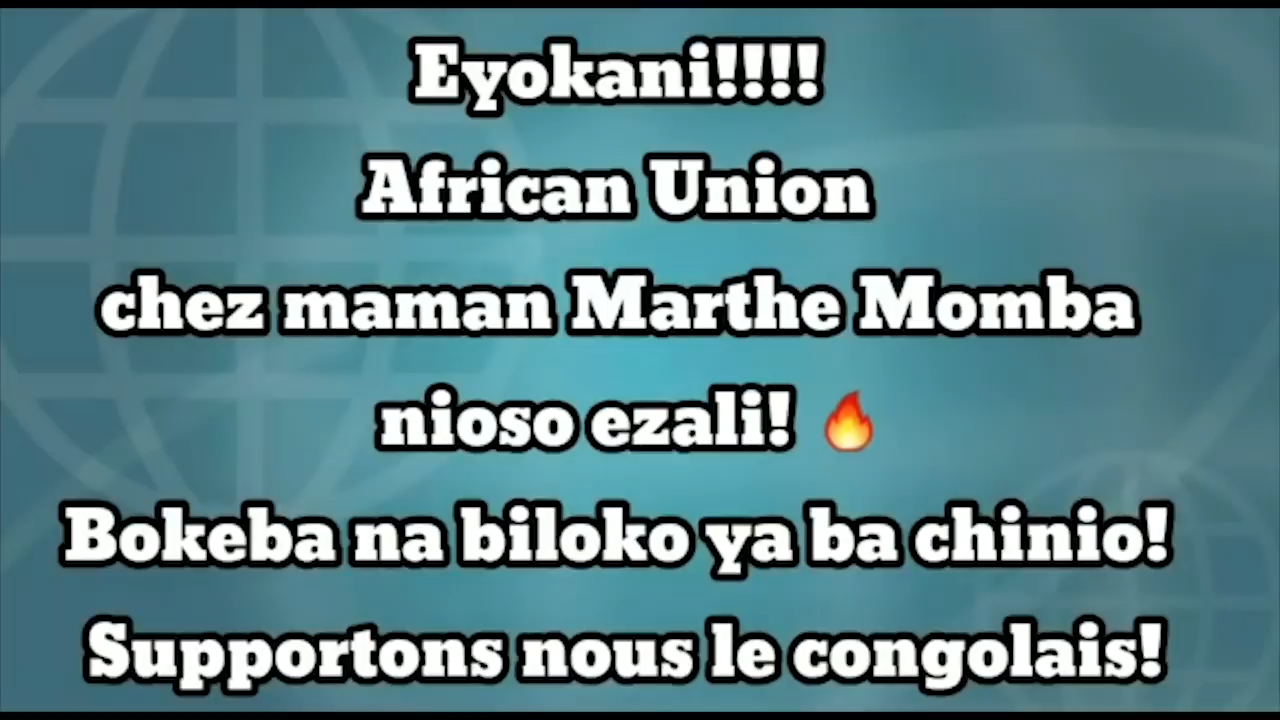 Eyokani!!!!
African Union
chez maman Marthe Momba
nioso ezali! 🔥
Bokeba na biloko ya ba chinio!
Supportons nous le congolais!